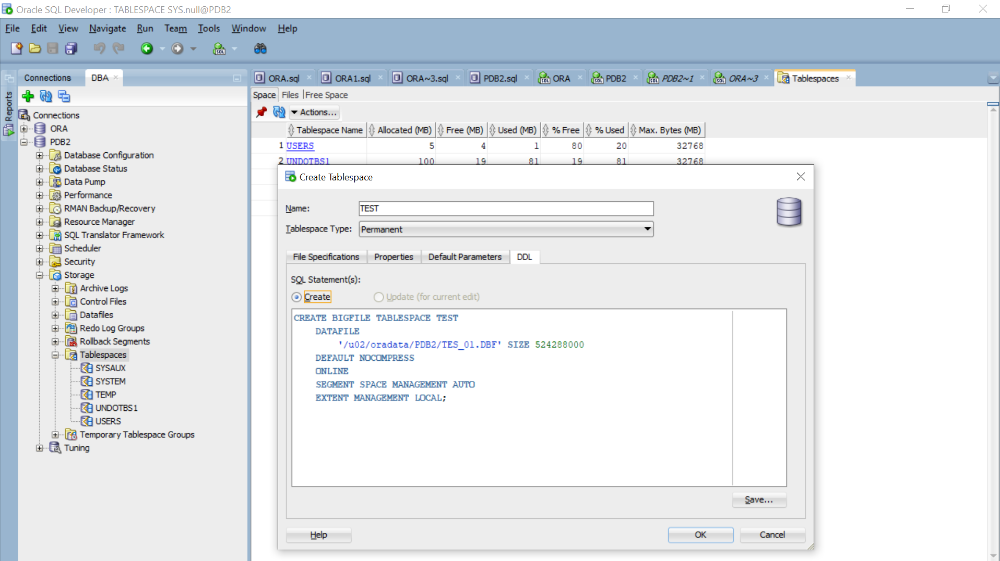 Oracle SQL Developer : TABLESPACE SYS.null@PDB2
File Edit View Navigate Run Team Tools Window Help
Reports
Connections DBA
Connections
ORA
PDB2
Database Configuration
Database Status
Data Pump
Performance
RMAN Backup/Recovery
Resource Manager
SQL Translator Framework
Scheduler
Security
Storage
Archive Logs
Control Files
Datafiles
Redo Log Groups
Rollback Segments
Tablespaces
SYSAUX
SYSTEM
TEMP
UNDOTBS1
USERS
Temporary Tablespace Groups
Tuning
ORA.sql ORA1.sql ORA~3.sql PDB2.sql ORA PDB2 PDB2~1 ORA~3 Tablespaces
Space Files Free Space
Actions...
Tablespace Name Allocated (MB) Free (MB) Used (MB) % Free % Used Max. Bytes (MB)
1 USERS 5 4 1 80 20 32768
2 UNDOTBS1 100 19 81 19 81 32768
Create Tablespace
Name: TEST
Tablespace Type: Permanent
File Specifications Properties Default Parameters DDL
SQL Statement(s):
Create Update (for current edit)
CREATE BIGFILE TABLESPACE TEST
DATAFILE
'/u02/oradata/PDB2/TES_01.DBF' SIZE 524288000
DEFAULT NOCOMPRESS
ONLINE
SEGMENT SPACE MANAGEMENT AUTO
EXTENT MANAGEMENT LOCAL;
Save...
Help OK Cancel